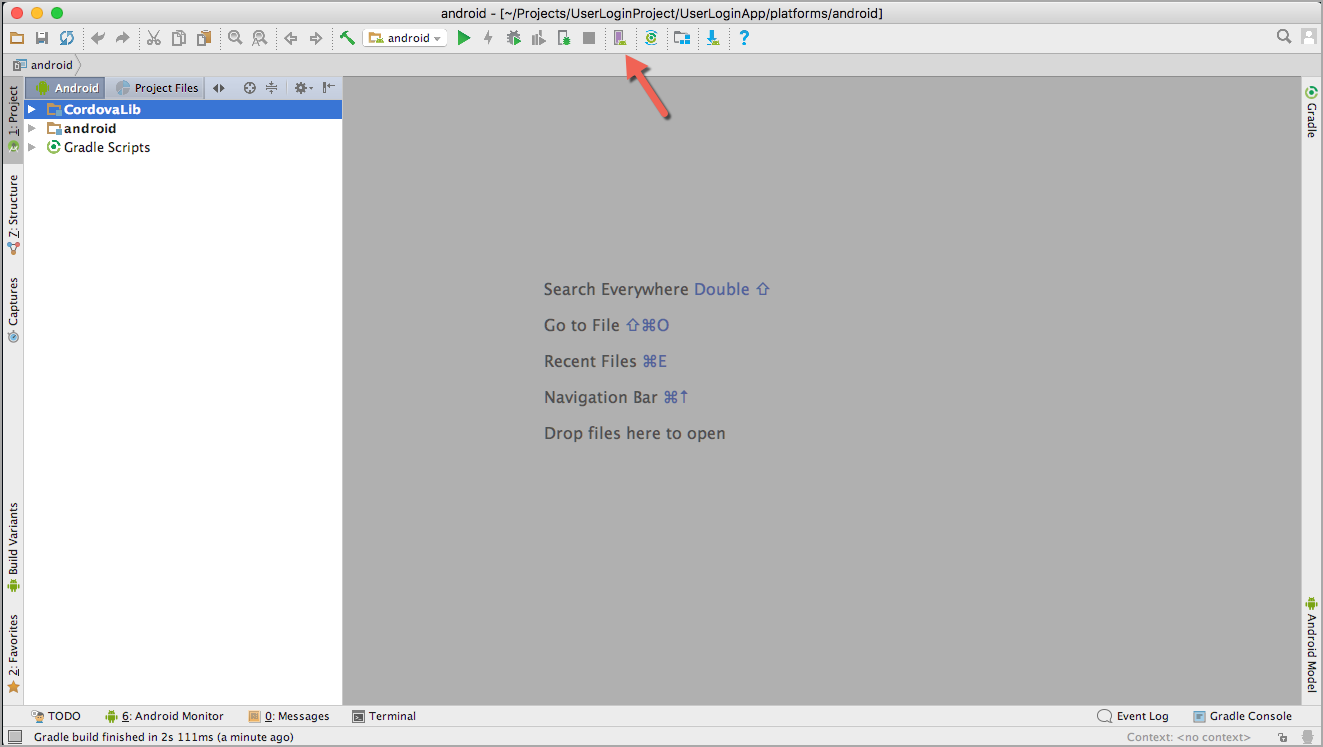 android - [~/Projects/UserLoginProject/UserLoginApp/platforms/android]
android
android
Android
Project Files
CordovaLib
android
Gradle Scripts
1: Project
Z: Structure
Captures
Build Variants
2: Favorites
Search Everywhere Double ⇧
Go to File ⇧⌘O
Recent Files ⌘E
Navigation Bar ⌘↑
Drop files here to open
Gradle
Android Model
TODO
6: Android Monitor
0: Messages
Terminal
Event Log
Gradle Console
Gradle build finished in 2s 111ms (a minute ago)
Context: <no context>